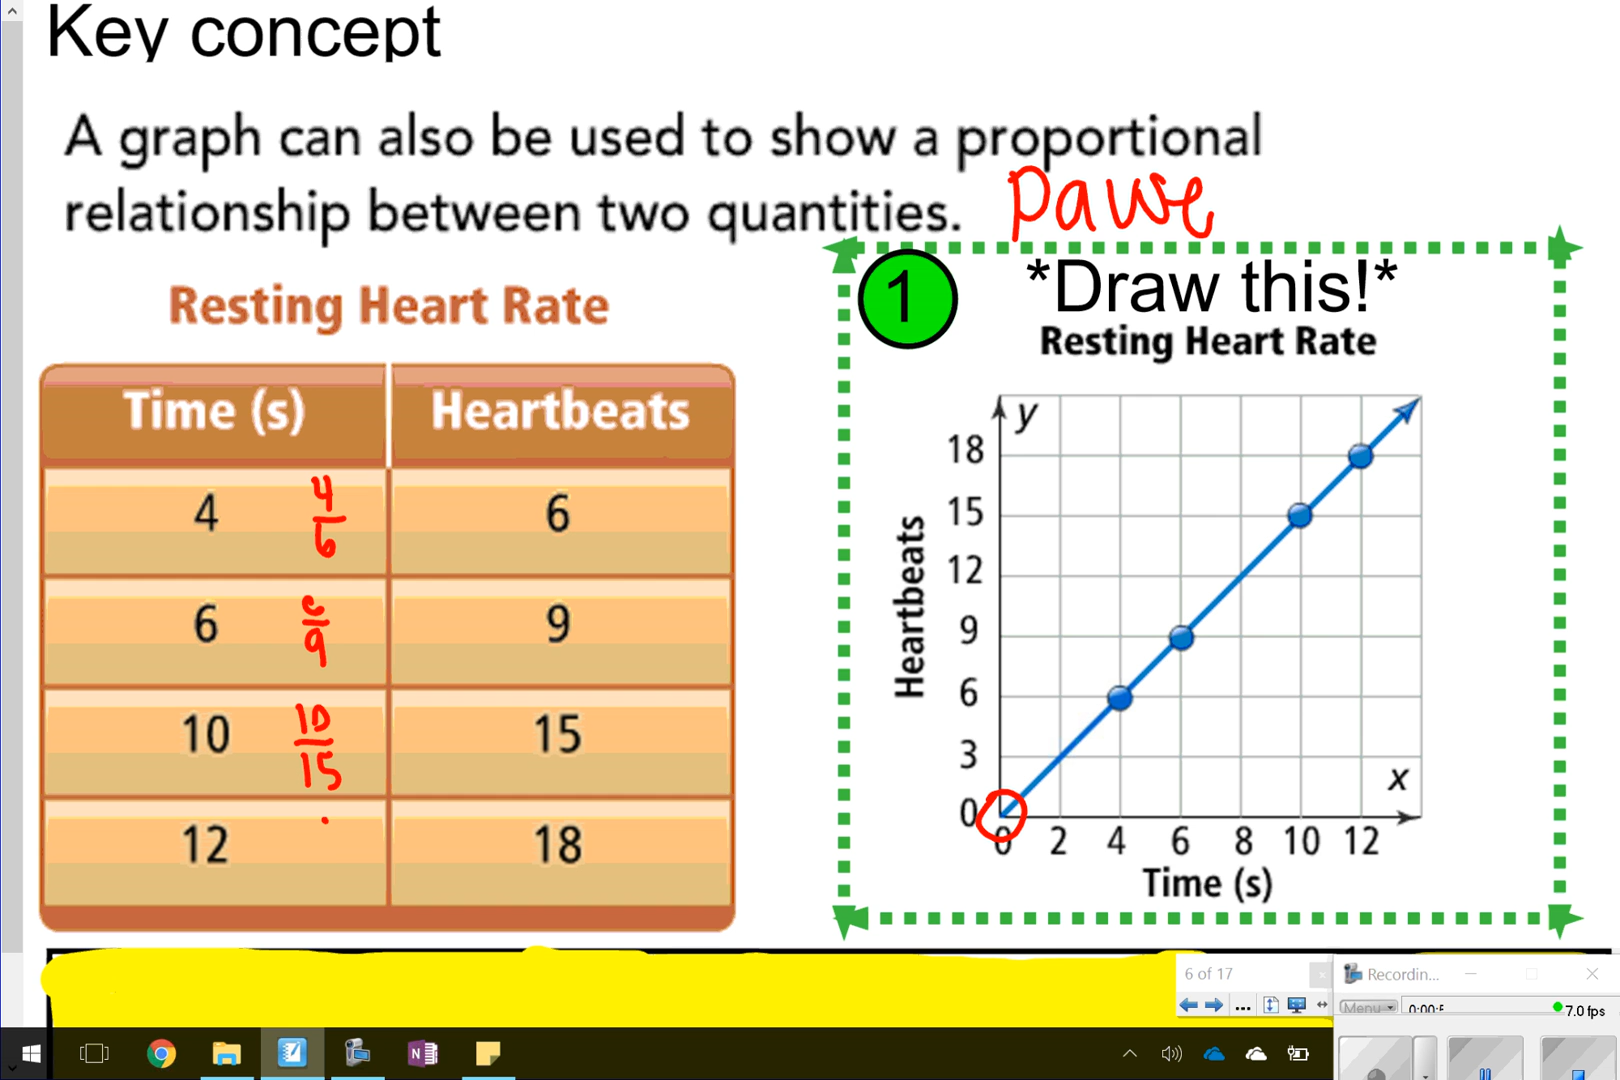 Key concept
A graph can also be used to show a proportional
relationship between two quantities.
pause
Resting Heart Rate
Time (s) Heartbeats
4 4/6 6
6 6/9 9
10 10/15 15
12 18
1
*Draw this!*
Resting Heart Rate
y
18
15
12
9
6
3
0
Heartbeats
x
0 2 4 6 8 10 12
Time (s)
6 of 17
Recordin...
Menu
7.0 fps
N